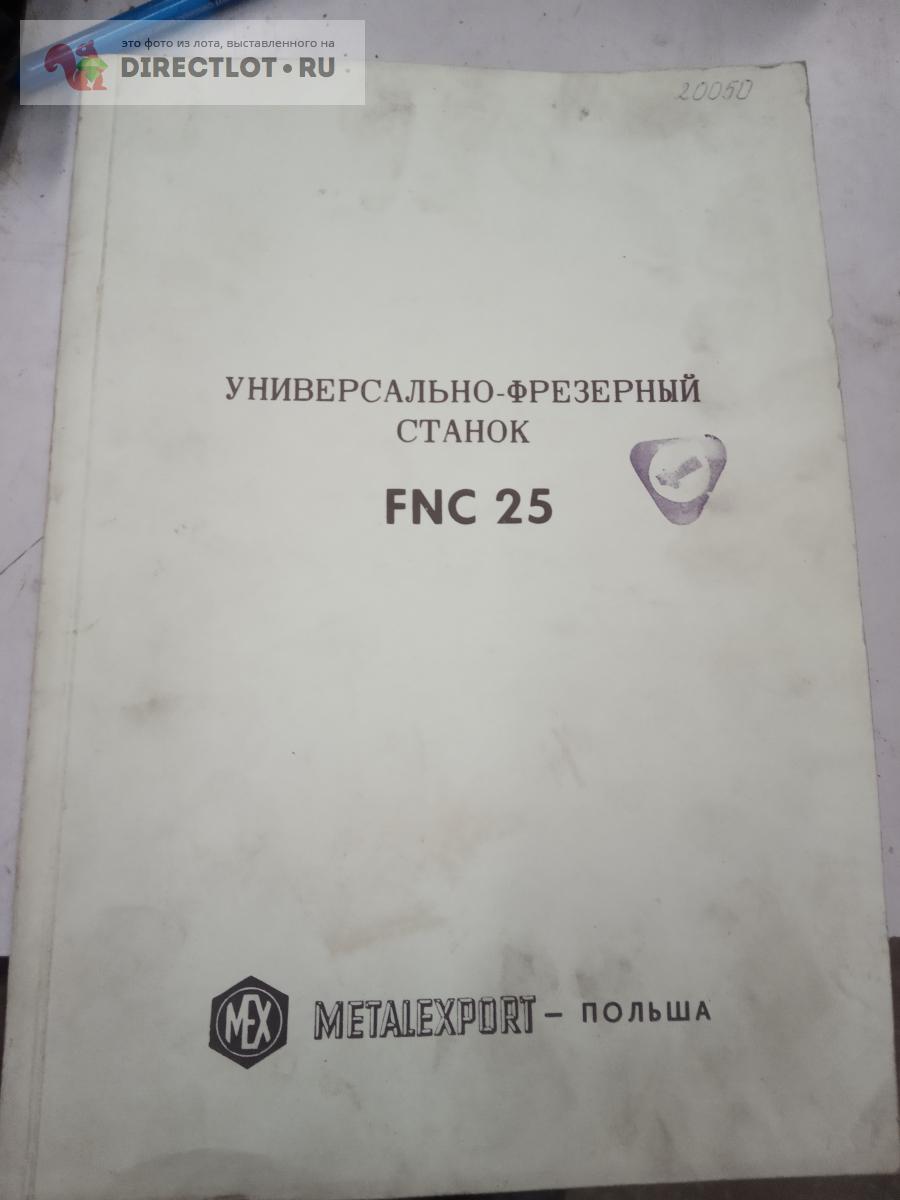 это фото из лота, выставленного на
DIRECTLOT.RU
20050
УНИВЕРСАЛЬНО-ФРЕЗЕРНЫЙ
СТАНОК
FNC 25
MEX METALEXPORT – ПОЛЬША